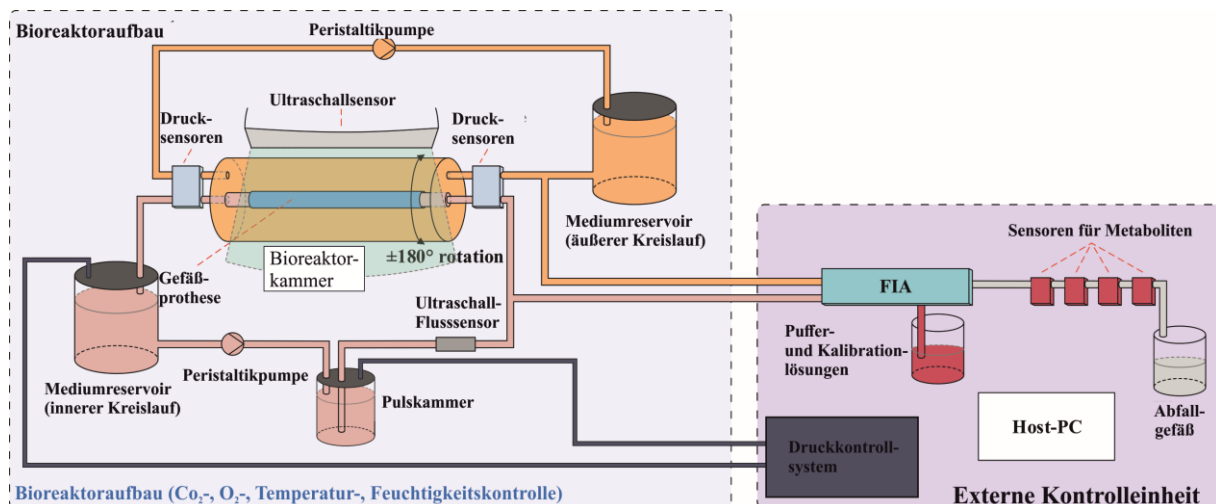 Bioreaktoraufbau
Peristaltikpumpe
Ultraschallsensor
Druck-
sensoren
Druck-
sensoren
Mediumreservoir
(äußerer Kreislauf)
Gefäß-
prothese
Bioreaktor-
kammer
±180° rotation
Ultraschall-
Flusssensor
Mediumreservoir
(innerer Kreislauf)
Peristaltikpumpe
Pulskammer
Bioreaktoraufbau (Co₂-, O₂-, Temperatur-, Feuchtigkeitskontrolle)
Sensoren für Metaboliten
FIA
Puffer-
und Kalibration-
lösungen
Abfall-
gefäß
Host-PC
Druckkontroll-
system
Externe Kontrolleinheit